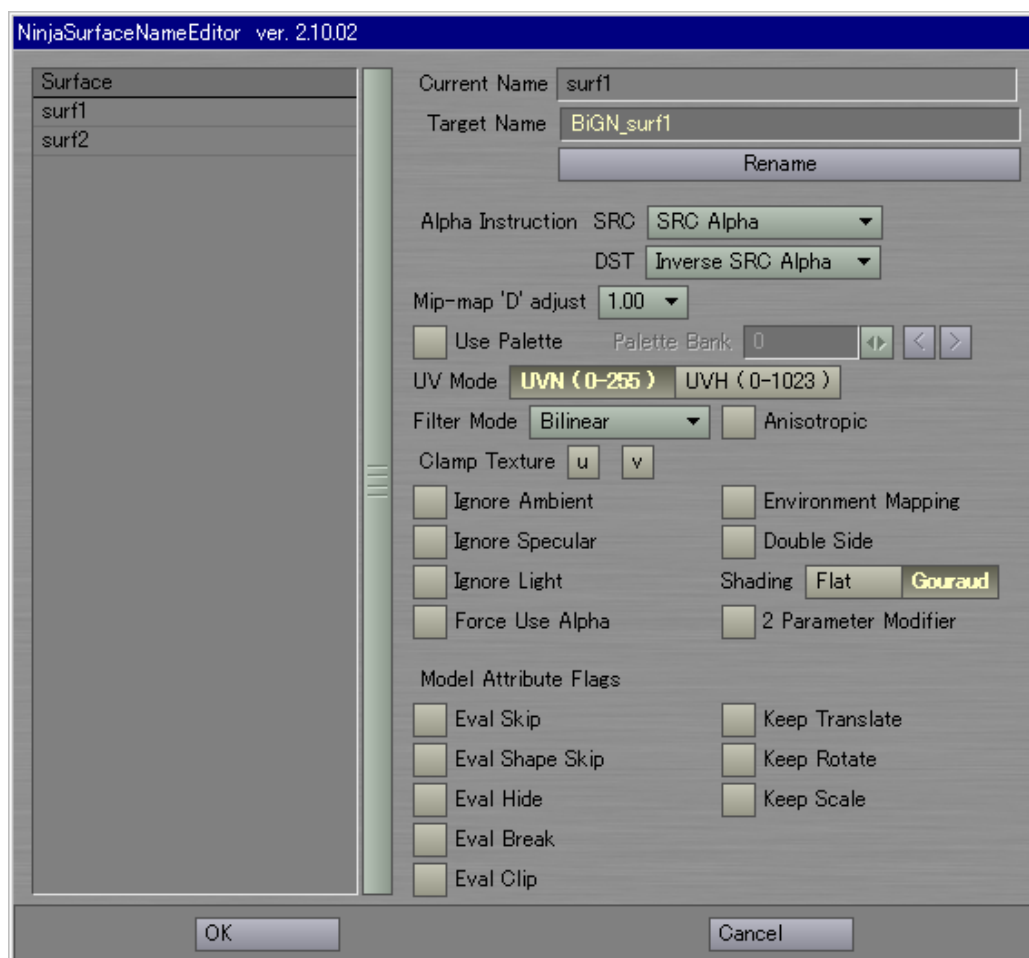 NinjaSurfaceNameEditor ver. 2.10.02
Surface
surf1
surf2
Current Name surf1
Target Name BiGN_surf1
Rename
Alpha Instruction SRC SRC Alpha
DST Inverse SRC Alpha
Mip-map 'D' adjust 1.00
Use Palette Palette Bank 0 < >
UV Mode UVN ( 0-255 ) UVH ( 0-1023 )
Filter Mode Bilinear Anisotropic
Clamp Texture u v
Ignore Ambient Environment Mapping
Ignore Specular Double Side
Ignore Light Shading Flat Gouraud
Force Use Alpha 2 Parameter Modifier
Model Attribute Flags
Eval Skip Keep Translate
Eval Shape Skip Keep Rotate
Eval Hide Keep Scale
Eval Break
Eval Clip
OK Cancel